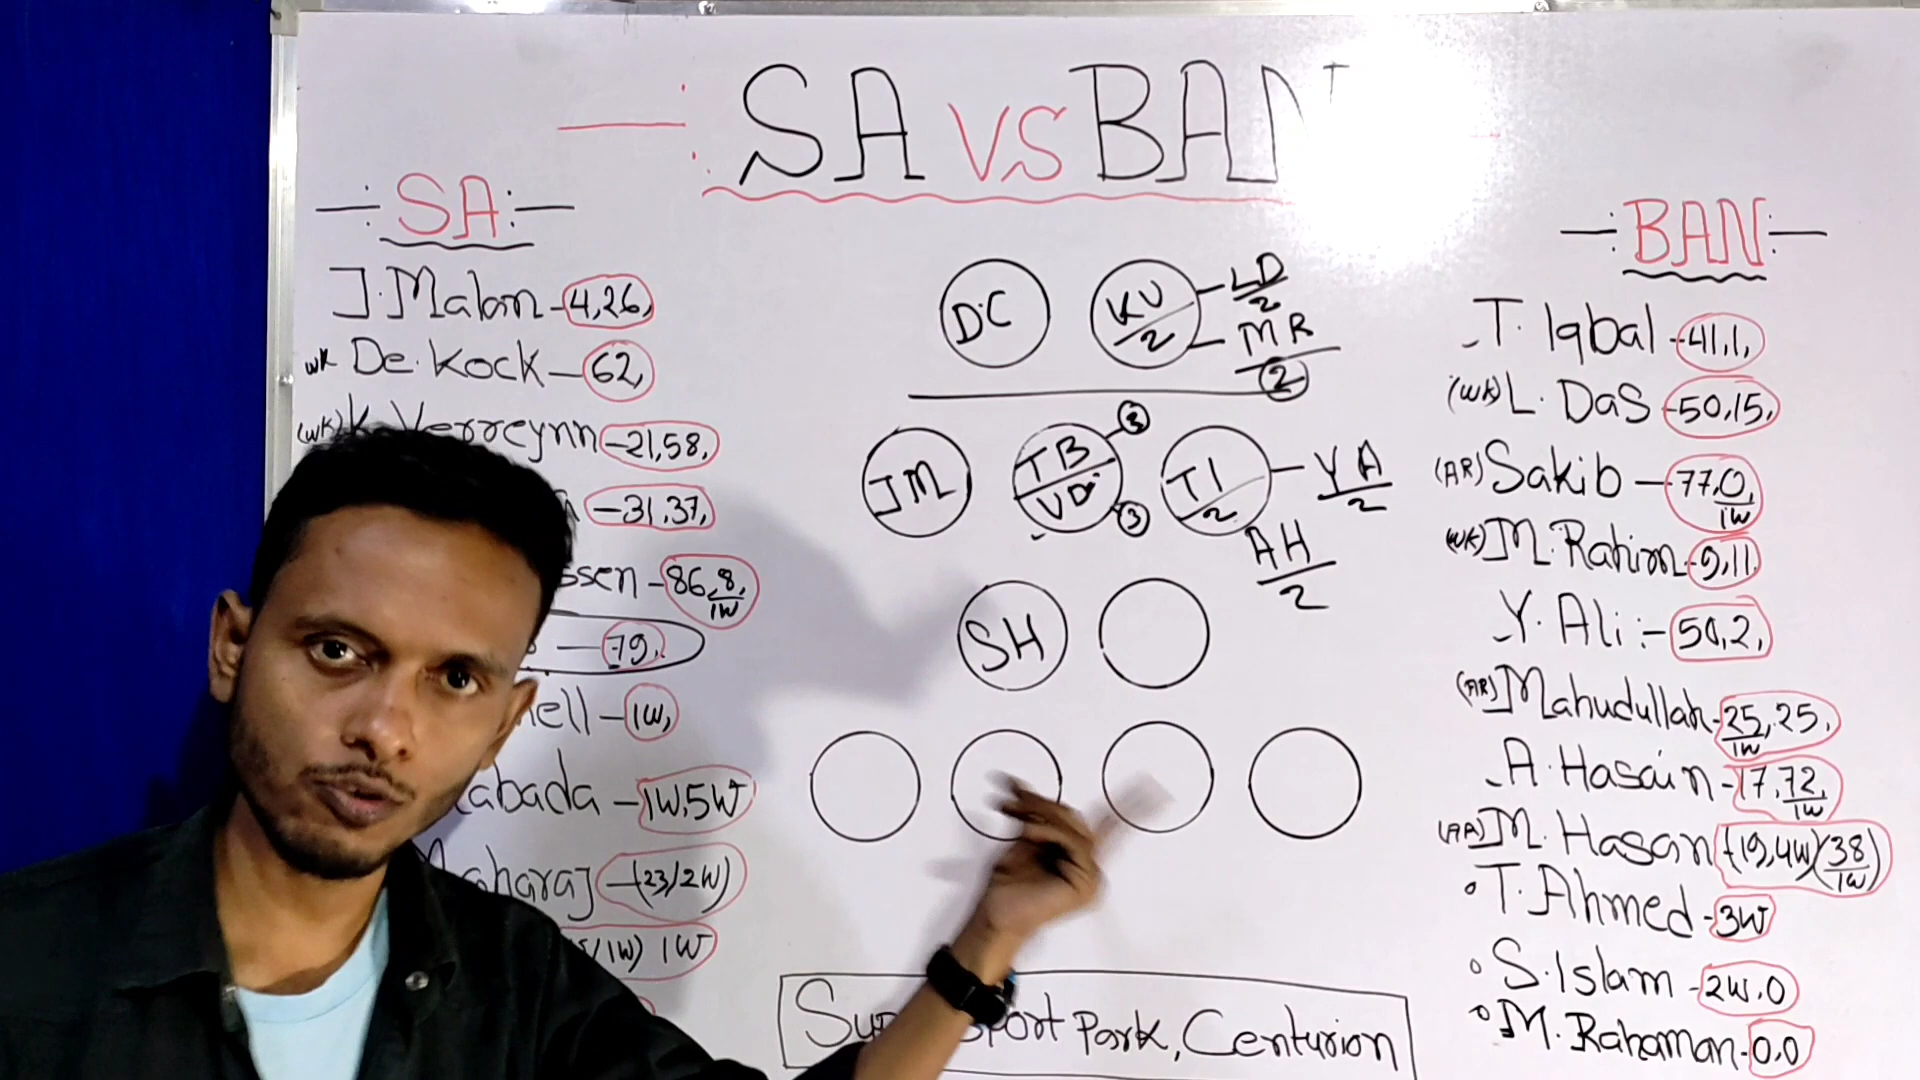 SA VS BAN
SA
J. Malan - 4,26,
wk De. Kock - 62,
(wk) K. Verreynn - 21,58,
- 31,37,
ssen - 86,8,/1W
- 79,
ell - 1W,
abada - 1W,5W
aharaj - (23/2W)
/1W) 1W
DC
KV/2
LD/2
MR/2
JM
TB/VD
3
3
TI/2
YA/2
AH/2
SH
Supersport Park, Centurion
BAN
T. Iqbal - 41,1,
(wk) L. Das - 50,15,
(AR) Sakib - 77,0,/1W
(wk) M. Rahim - 9,11
Y. Ali :- 50,2,
(AR) Mahudullah - 25/1W,25,
A. Hasain - 17,72,/1W
(AR) M. Hasan - (19,4W)(38/1W)
T. Ahmed - 3W
S. Islam - 2W,0
M. Rahaman - 0,0